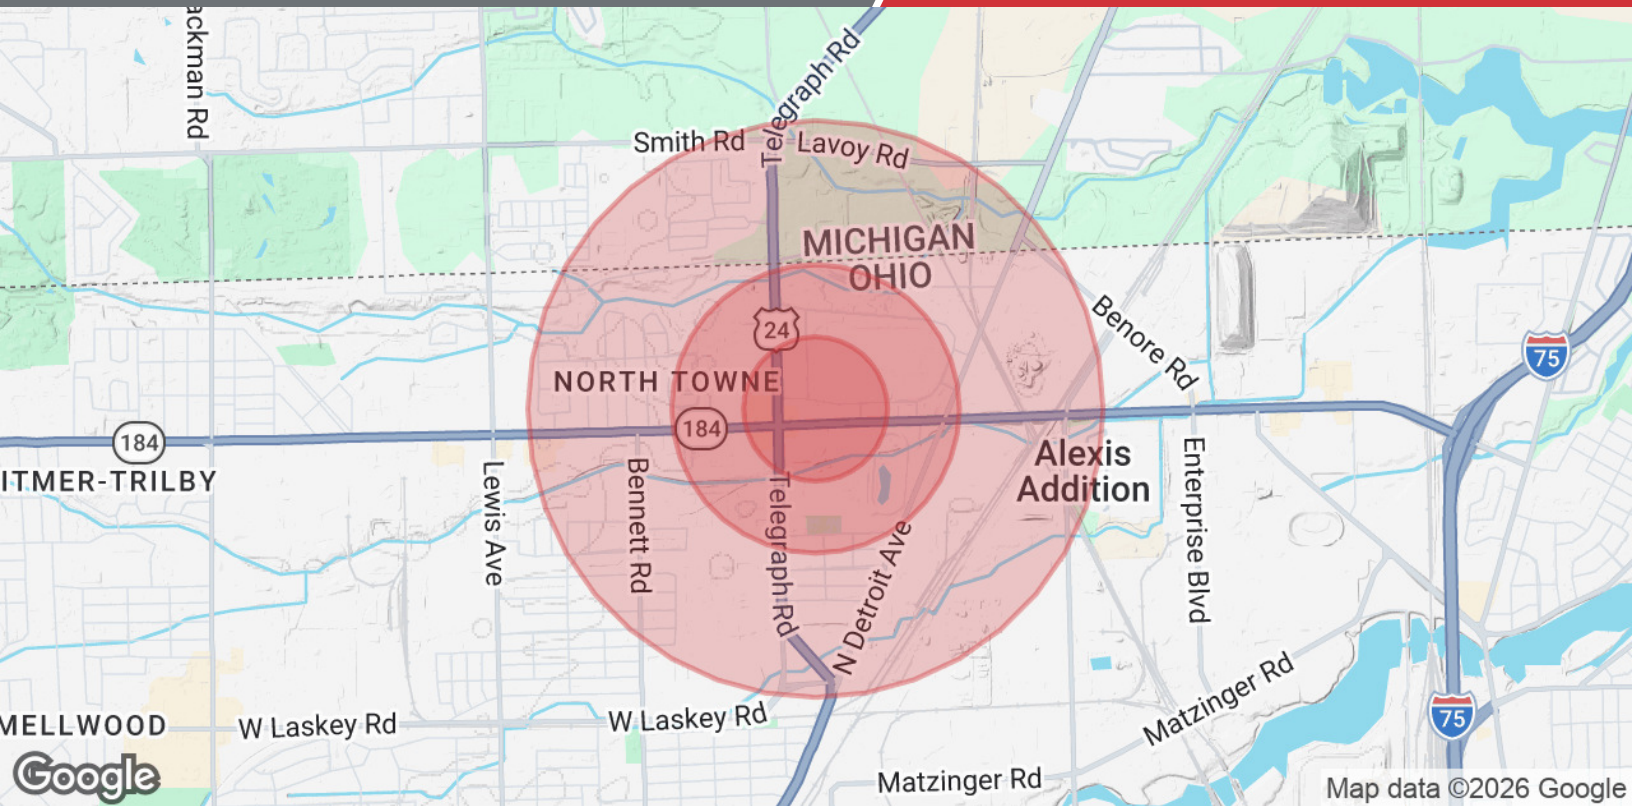 ackman Rd
Telegraph Rd
Smith Rd
Lavoy Rd
MICHIGAN
OHIO
24
Benore Rd
75
NORTH TOWNE
184
184
ITMER-TRILBY
Lewis Ave
Bennett Rd
Telegraph Rd
N Detroit Ave
Alexis
Addition
Enterprise Blvd
Matzinger Rd
75
MELLWOOD
W Laskey Rd
W Laskey Rd
Google
Matzinger Rd
Map data ©2026 Google